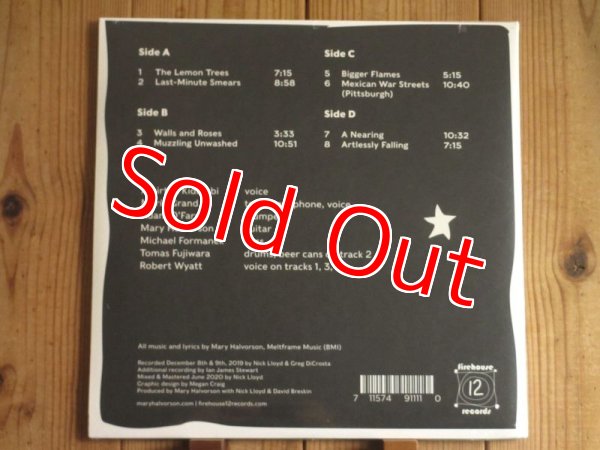 Side A
1 The Lemon Trees 7:15
2 Last-Minute Smears 8:58
Side B
3 Walls and Roses 3:33
4 Muzzling Unwashed 10:51
Side C
5 Bigger Flames 5:15
6 Mexican War Streets 10:40
(Pittsburgh)
Side D
7 A Nearing 10:32
8 Artlessly Falling 7:15
voice
voice
Mary
Michael Formanek
Tomas Fujiwara drums, beer cans on track 2
Robert Wyatt voice on tracks 1, 3,
Sold Out
All music and lyrics by Mary Halvorson, Meltframe Music (BMI)
Recorded December 8th & 9th, 2019 by Nick Lloyd & Greg DiCrosta
Additional recording by Ian James Stewart
Mixed & Mastered June 2020 by Nick Lloyd
Graphic design by Megan Craig
Produced by Mary Halvorson with Nick Lloyd & David Breskin
maryhalvorson.com | firehouse12records.com
7 11574 91111 0
firehouse
12
records